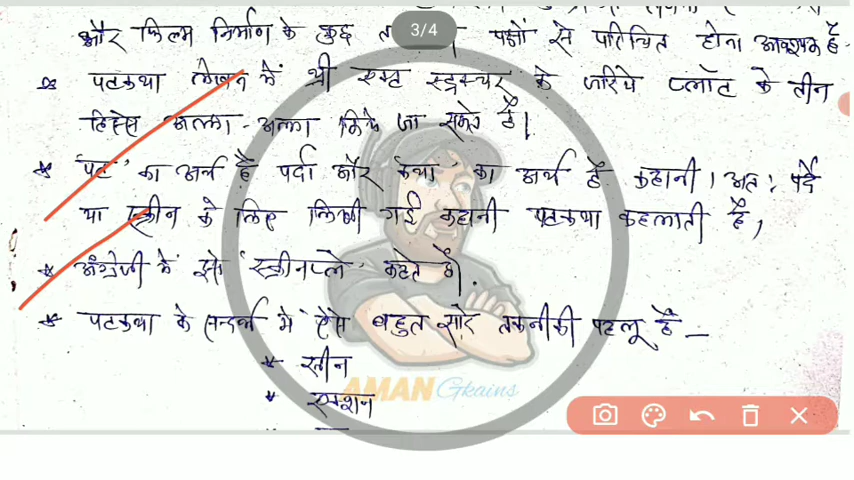 और फिल्म निर्माण के कुछ पक्षों से परिचित होना आवश्यक है-
3/4
* पटकथा लेखन में थ्री एक्ट स्ट्रक्चर के जरिये प्लॉट के तीन
हिस्से अलग-अलग किये जा सकते हैं।
* 'पट' का अर्थ है पर्दा और 'कथा' का अर्थ है कहानी। अतः पर्दे
या स्क्रीन के लिए लिखी गई कहानी पटकथा कहलाती है,
* अंग्रेजी में इसे 'स्क्रीनप्ले' कहते हैं।
* पटकथा के सन्दर्भ में ऐसे बहुत सारे तकनीकी पहलू हैं –
* सीन
* एक्शन
AMAN Gkains